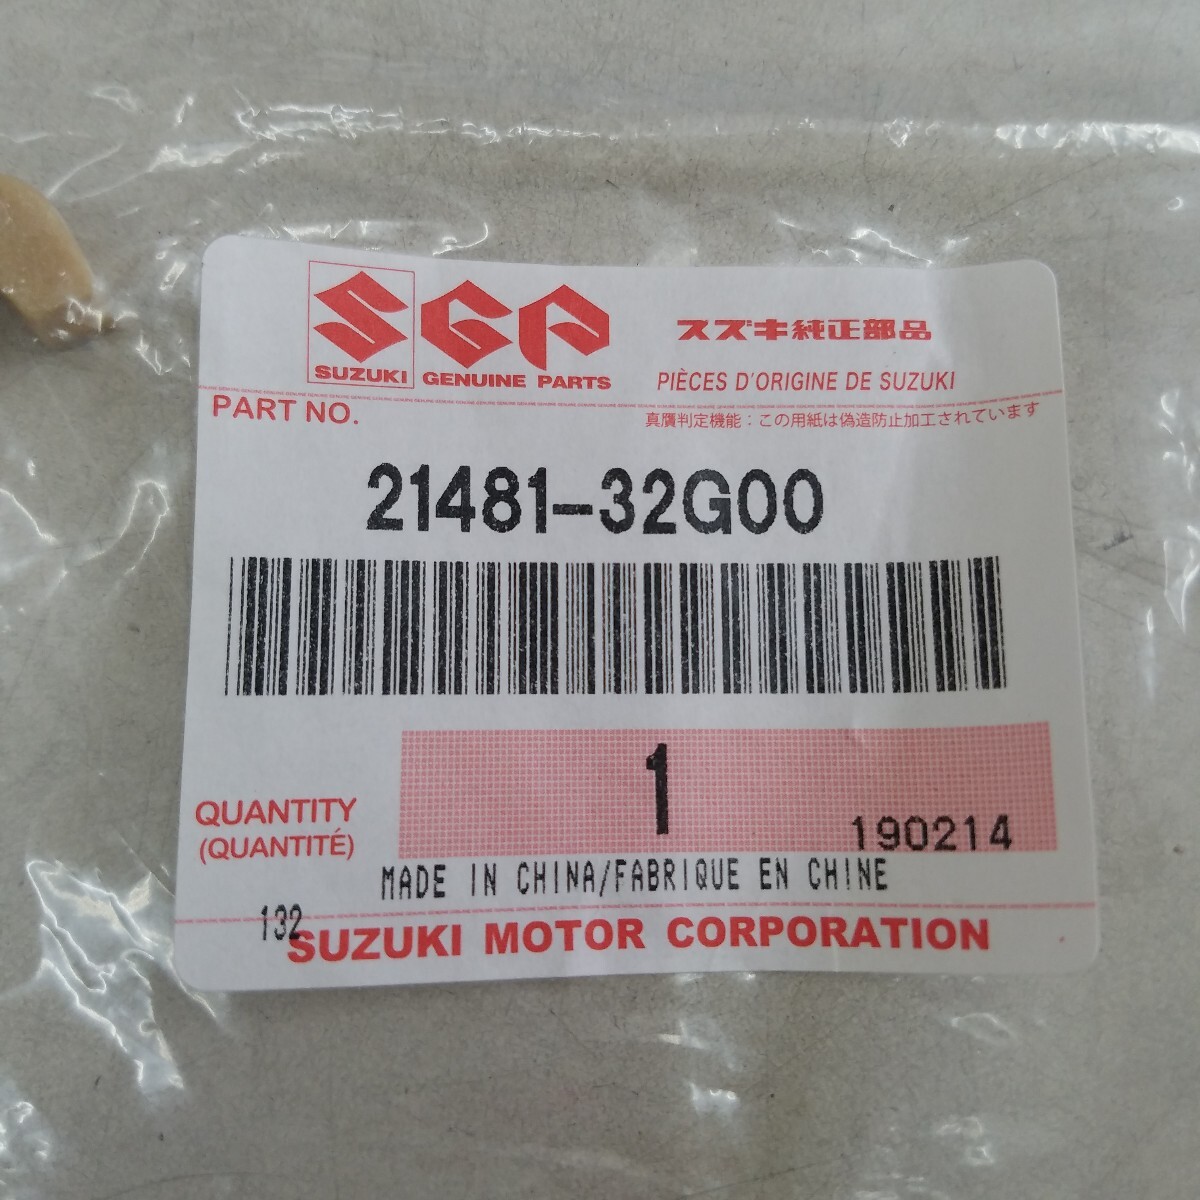 SUZUKI
SGP
GENUINE PARTS
スズキ純正部品
PIÈCES D'ORIGINE DE SUZUKI
PART NO.
真贋判定機能：この用紙は偽造防止加工されています
21481-32G00
QUANTITY
(QUANTITÉ)
1
190214
MADE IN CHINA/FABRIQUE EN CHINE
132
SUZUKI MOTOR CORPORATION